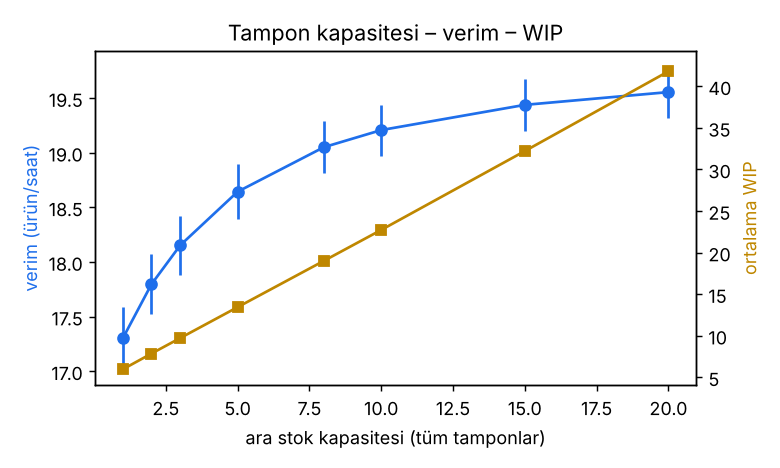 Tampon kapasitesi – verim – WIP
verim (ürün/saat)
19.5
19.0
18.5
18.0
17.5
17.0
40
35
30
25
20
15
10
5
ortalama WIP
2.5 5.0 7.5 10.0 12.5 15.0 17.5 20.0
ara stok kapasitesi (tüm tamponlar)